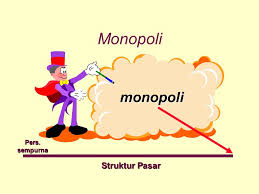 Monopoli
monopoli
Pers.
sempurna
Struktur Pasar